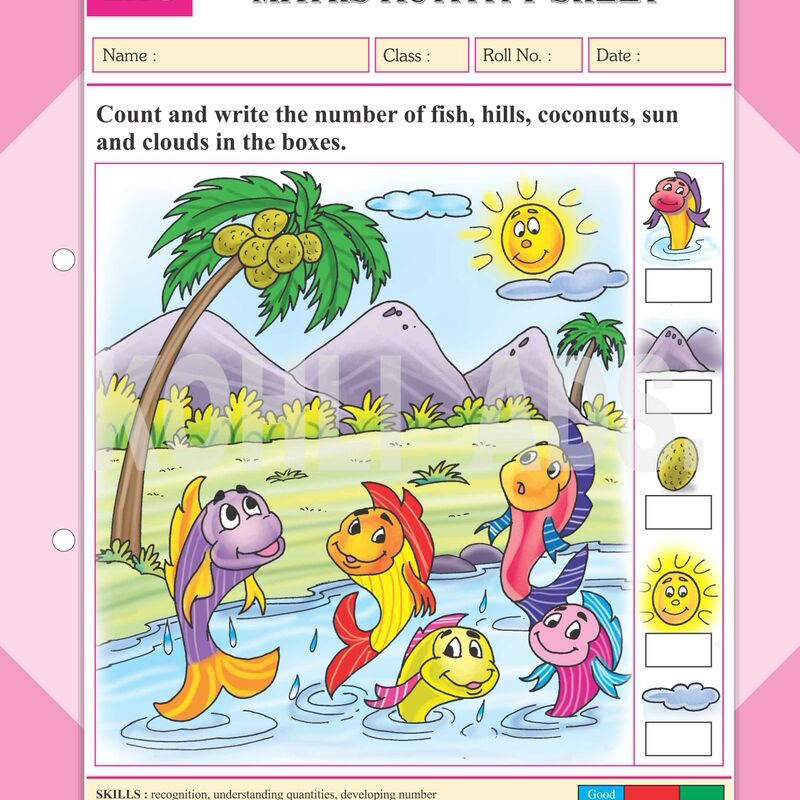 MATHS ACTIVITY SHEET
Name :
Class :
Roll No. :
Date :
Count and write the number of fish, hills, coconuts, sun
and clouds in the boxes.
KOHLI ADS.
SKILLS : recognition, understanding quantities, developing number
Good